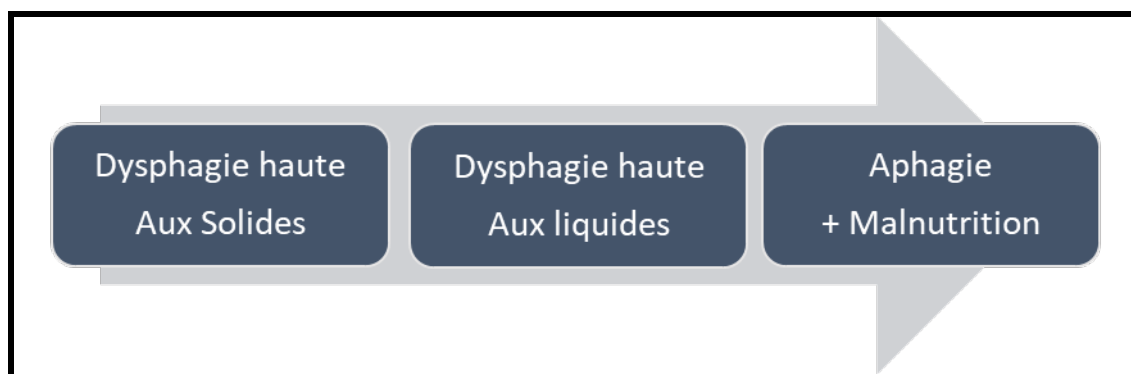 Dysphagie haute
Aux Solides
Dysphagie haute
Aux liquides
Aphagie
+ Malnutrition